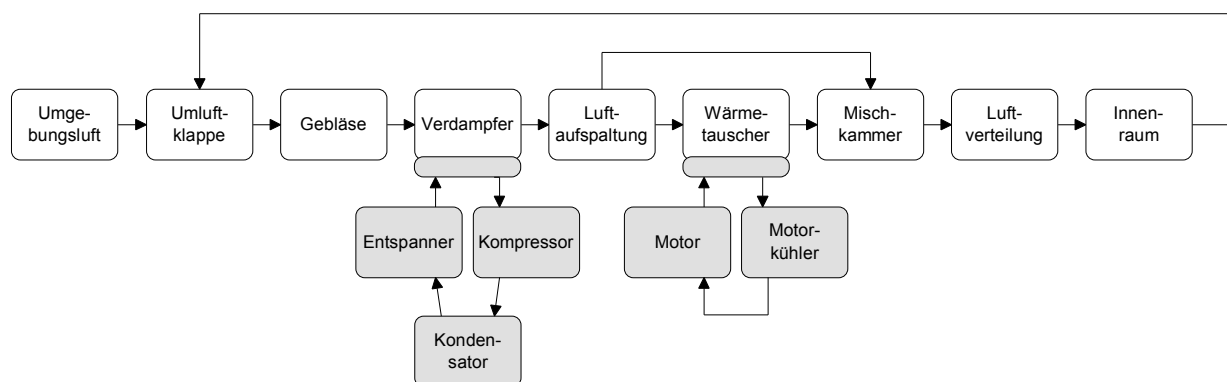 Umge-
bungsluft
Umluft-
klappe
Gebläse
Verdampfer
Luft-
aufspaltung
Wärme-
tauscher
Misch-
kammer
Luft-
verteilung
Innen-
raum
Entspanner
Kompressor
Motor
Motor-
kühler
Konden-
sator